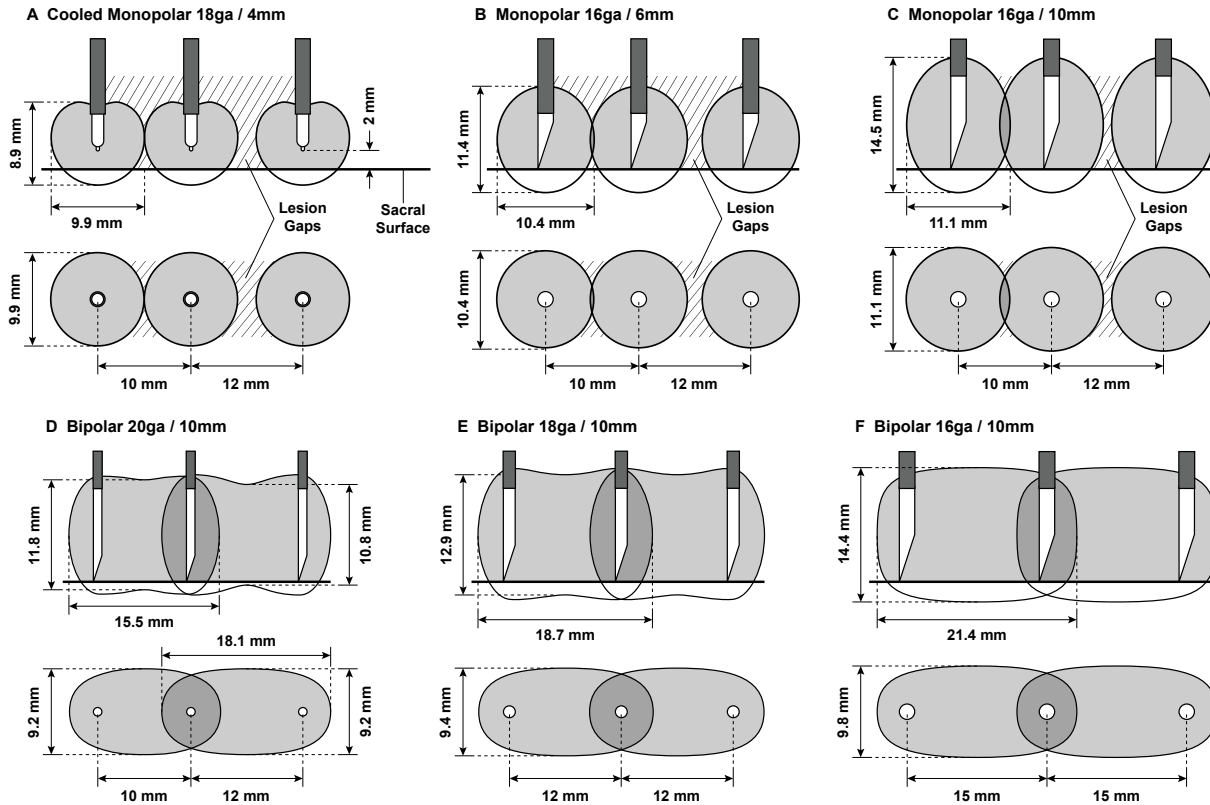 A Cooled Monopolar 18ga / 4mm
8.9 mm
2 mm
9.9 mm
Lesion
Gaps
Sacral
Surface
9.9 mm
10 mm
12 mm
B Monopolar 16ga / 6mm
11.4 mm
10.4 mm
Lesion
Gaps
10.4 mm
10 mm
12 mm
C Monopolar 16ga / 10mm
14.5 mm
11.1 mm
Lesion
Gaps
11.1 mm
10 mm
12 mm
D Bipolar 20ga / 10mm
11.8 mm
10.8 mm
15.5 mm
18.1 mm
9.2 mm
9.2 mm
10 mm
12 mm
E Bipolar 18ga / 10mm
12.9 mm
18.7 mm
9.4 mm
12 mm
12 mm
F Bipolar 16ga / 10mm
14.4 mm
21.4 mm
9.8 mm
15 mm
15 mm